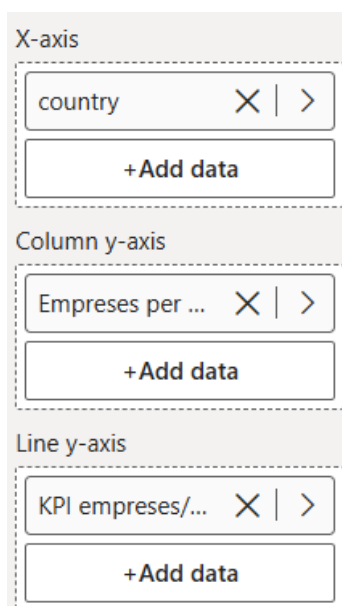 X-axis
country
+Add data
Column y-axis
Empreses per ...
+Add data
Line y-axis
KPI empreses/...
+Add data